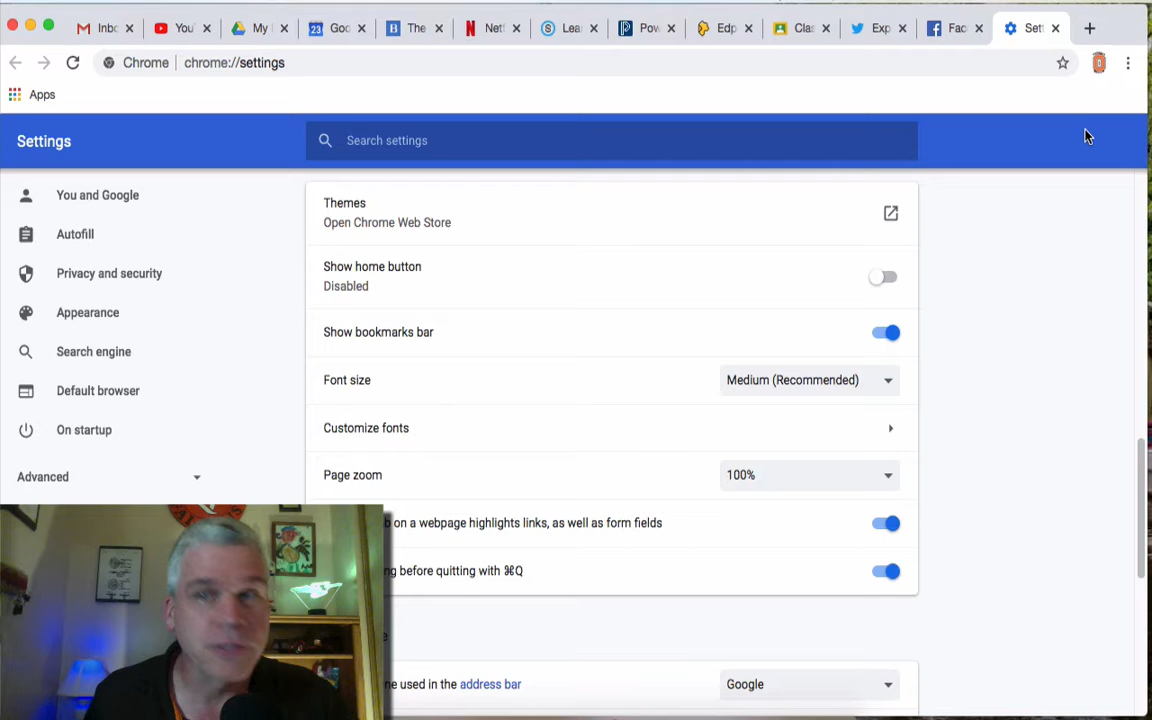 Inbo
You
My
23 Goo
B The
N Netf
S Lea
Pow
Edp
Clas
Exp
Fac
Sett
Chrome | chrome://settings
Apps
Settings
Search settings
You and Google
Autofill
Privacy and security
Appearance
Search engine
Default browser
On startup
Advanced
Themes
Open Chrome Web Store
Show home button
Disabled
Show bookmarks bar
Font size
Medium (Recommended)
Customize fonts
Page zoom
100%
on a webpage highlights links, as well as form fields
before quitting with ⌘Q
used in the address bar
Google